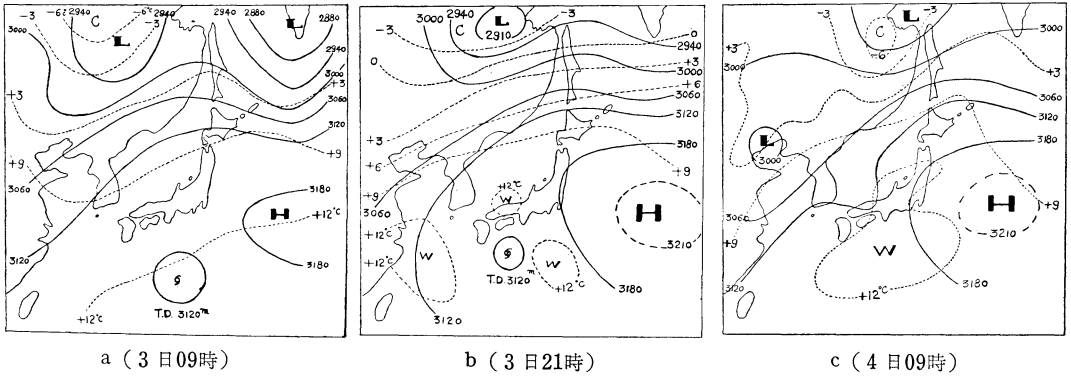 -3 -6 2940 -6°c 2940 2940 2880 2880
C -3 L L
3000 2940
3000
+3 +3
3060
3120
+9 +9
3060
3180
H +12°c
3120 3180
T.D. 3120m
+12°c
a (3日09時)
3000 2940 L -3
-3 C 2910 0
2940
0 +3
3000
+6
3060
3120
+3
3180
+6 +9
+12°c
+9 W
3060 H
+12°c W W 3210
+12°c T.D. 3120m +12°c
3180
3120
b (3日21時)
-3 L -3
C 3000
-6
+3 +3
3060
3120
L 3180
3000
3060 H +9
+9 W 3210
3180
3120 +12°c
c (4日09時)